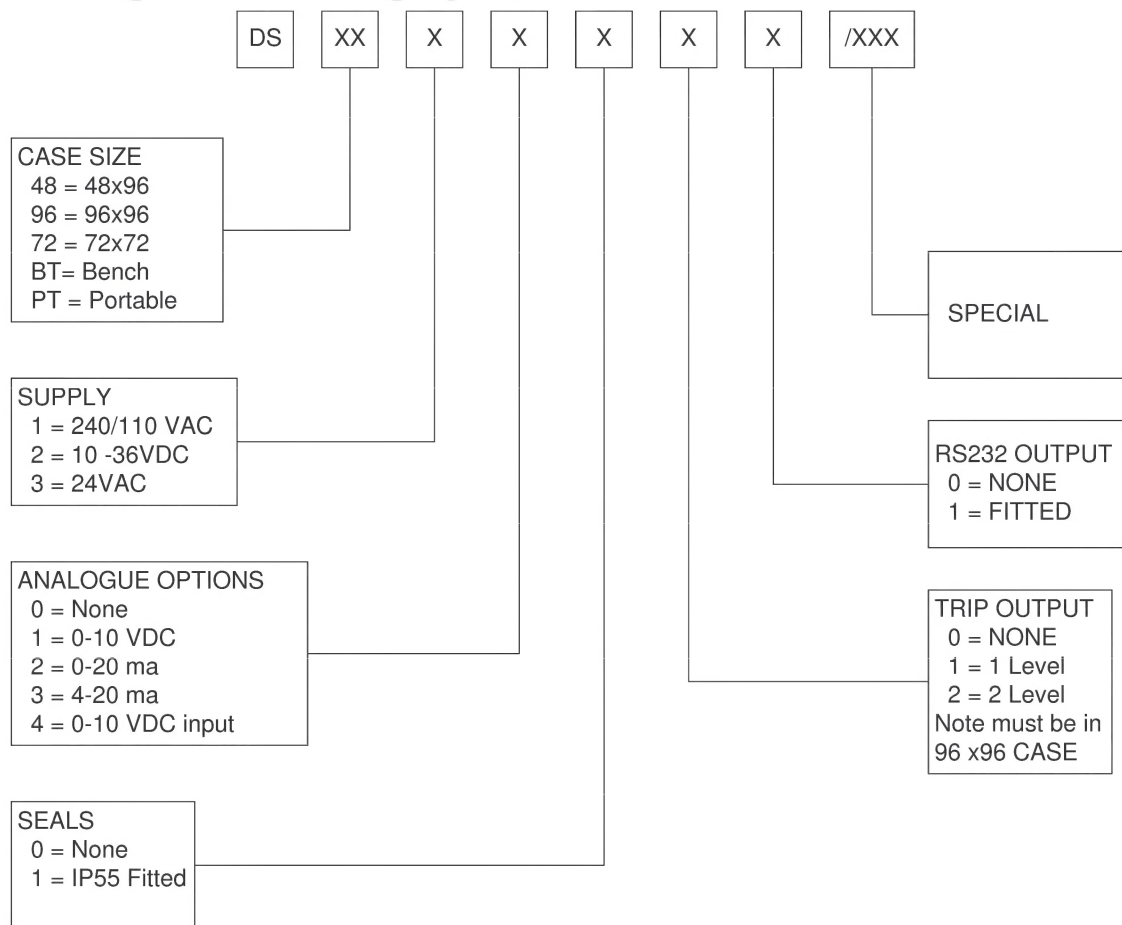 DS XX X X X X X /XXX
CASE SIZE
48 = 48x96
96 = 96x96
72 = 72x72
BT= Bench
PT = Portable
SUPPLY
1 = 240/110 VAC
2 = 10 -36VDC
3 = 24VAC
ANALOGUE OPTIONS
0 = None
1 = 0-10 VDC
2 = 0-20 ma
3 = 4-20 ma
4 = 0-10 VDC input
SEALS
0 = None
1 = IP55 Fitted
SPECIAL
RS232 OUTPUT
0 = NONE
1 = FITTED
TRIP OUTPUT
0 = NONE
1 = 1 Level
2 = 2 Level
Note must be in
96 x96 CASE